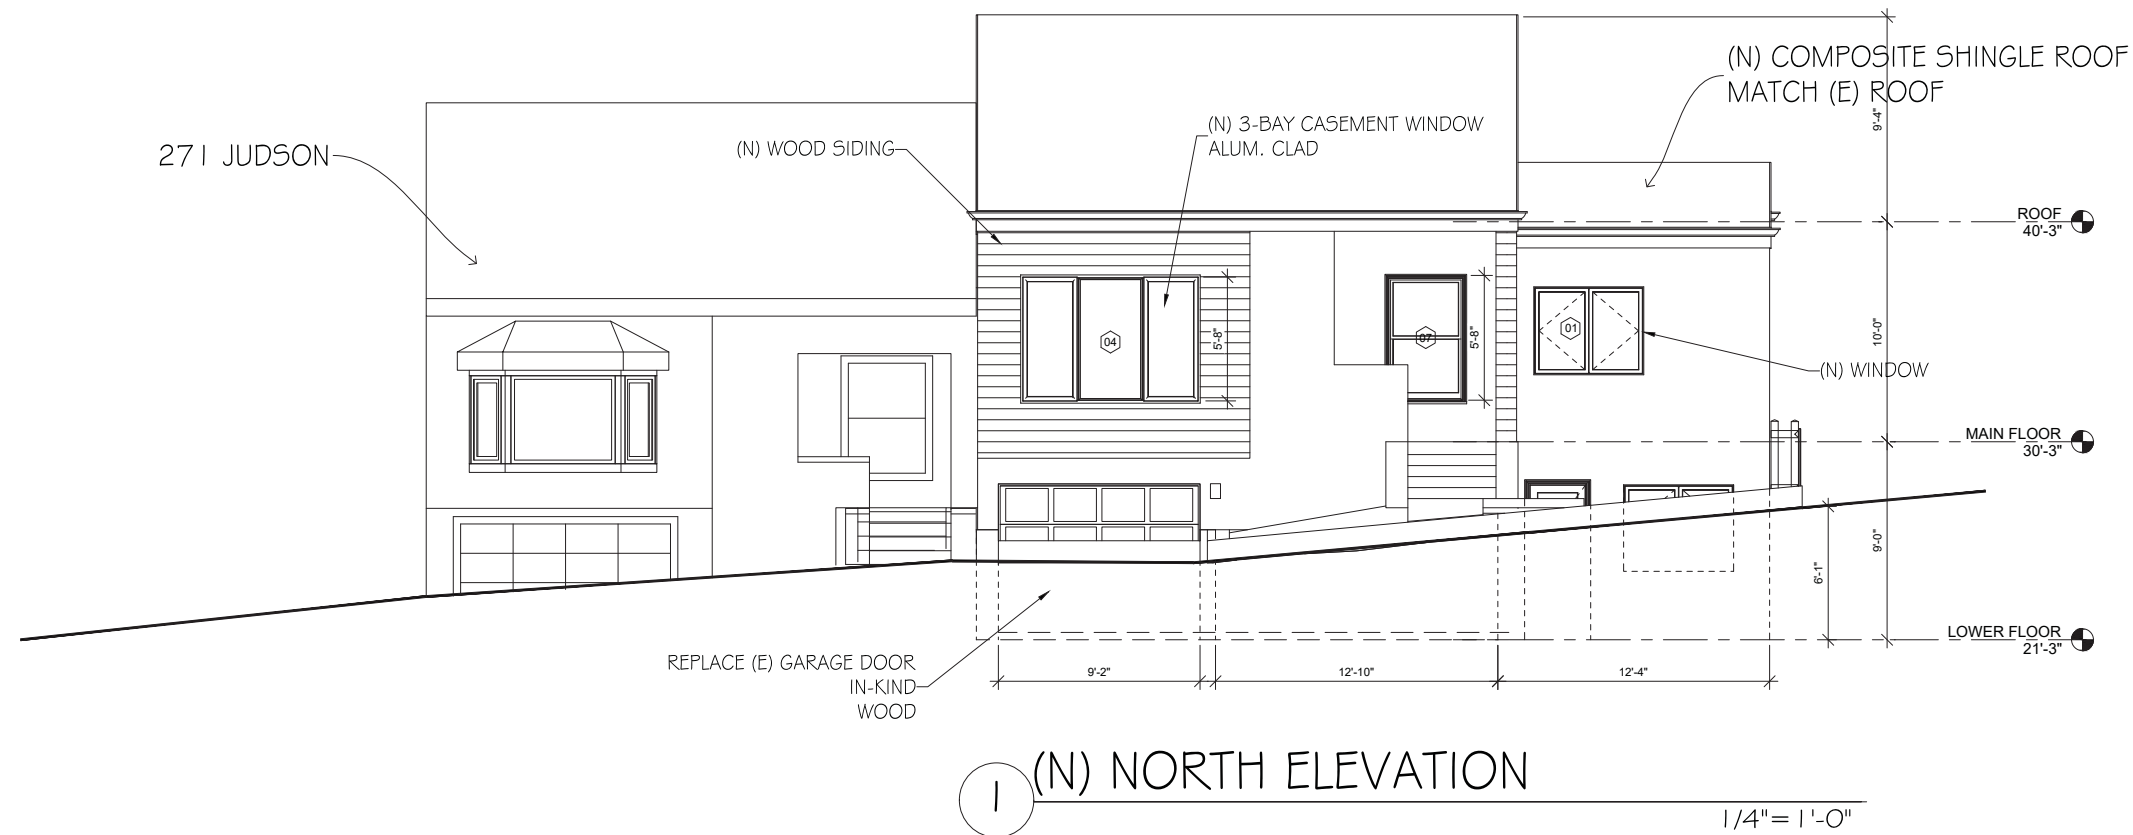 (N) COMPOSITE SHINGLE ROOF
MATCH (E) ROOF
9'-4"
(N) 3-BAY CASEMENT WINDOW
ALUM. CLAD
(N) WOOD SIDING
271 JUDSON
ROOF
40'-3"
04
5'-8"
07
5'-8"
01
10'-0"
(N) WINDOW
MAIN FLOOR
30'-3"
9'-0"
6'-1"
LOWER FLOOR
21'-3"
REPLACE (E) GARAGE DOOR
IN-KIND
WOOD
9'-2"
12'-10"
12'-4"
1
(N) NORTH ELEVATION
1/4"=1'-0"